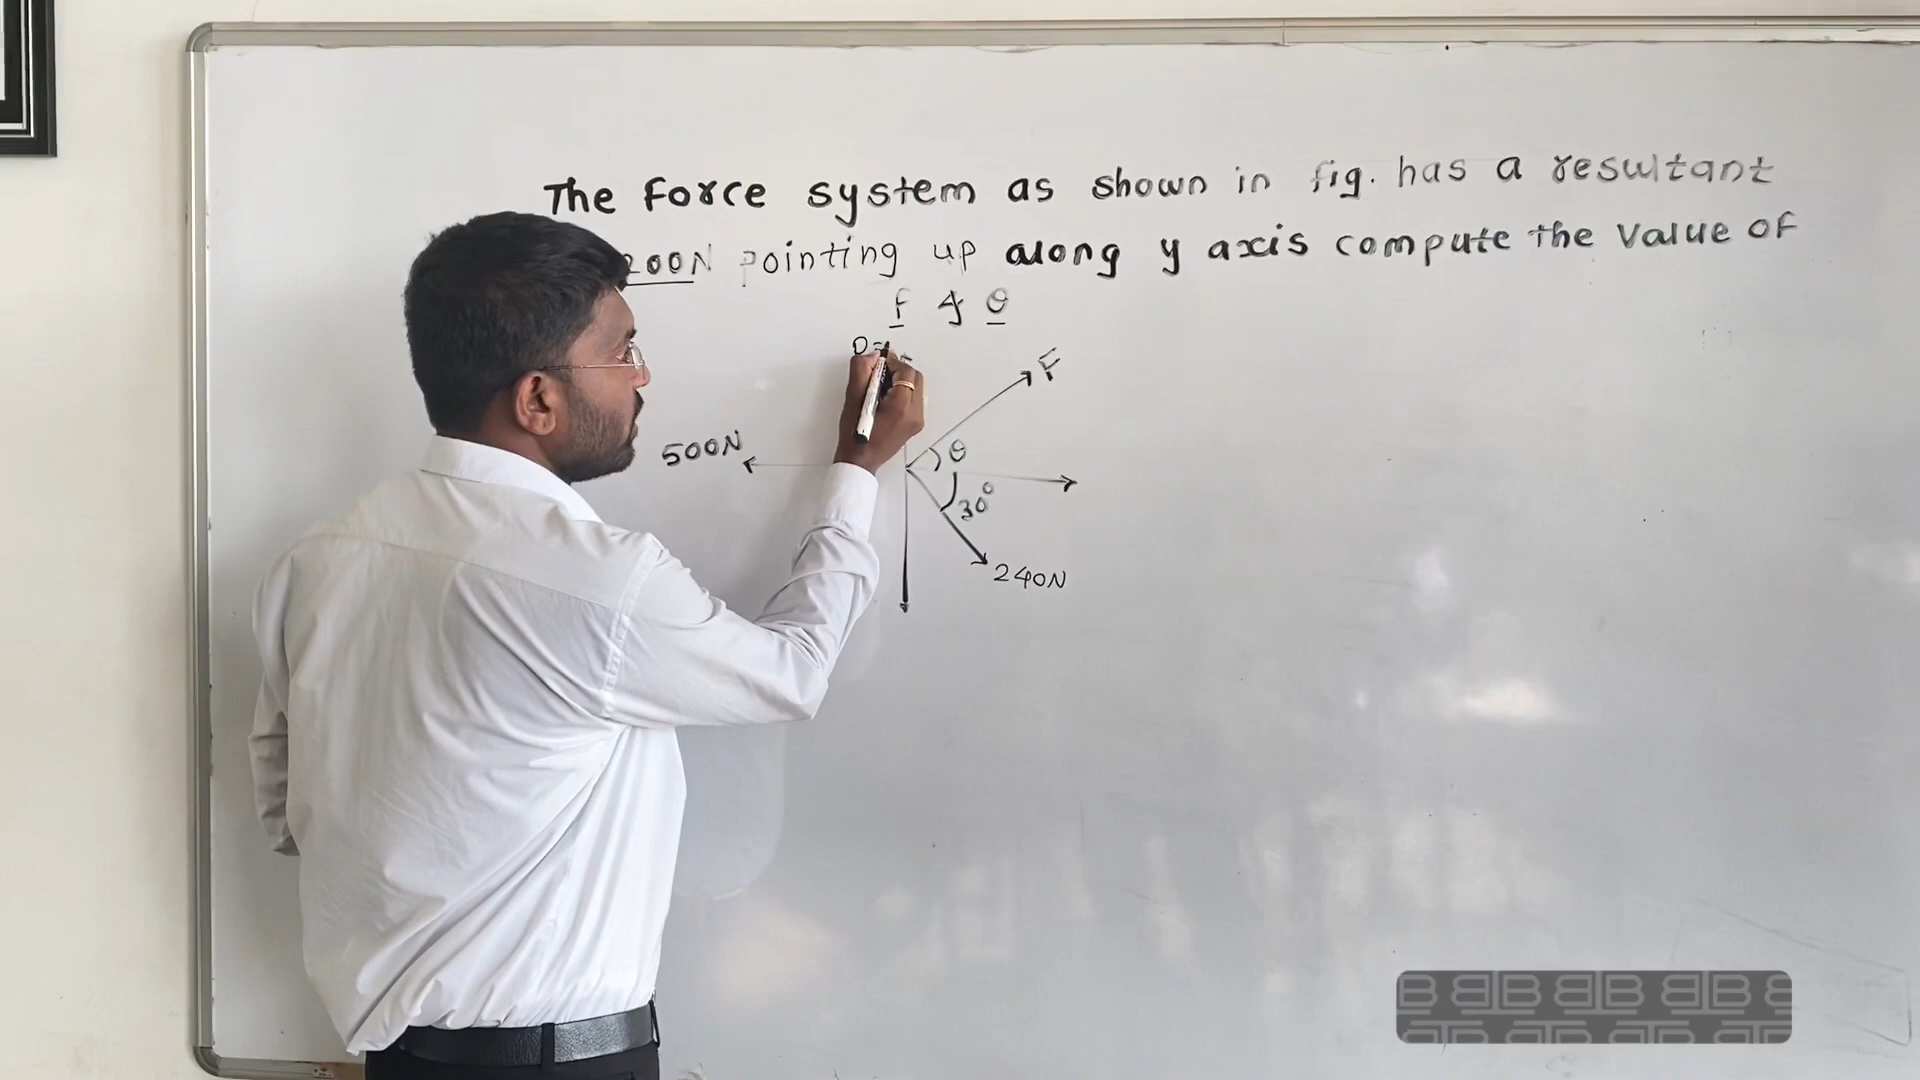 The Force system as shown in fig. has a resultant
200N pointing up along y axis compute the value of
F & θ
F
500N
θ
30°
240N